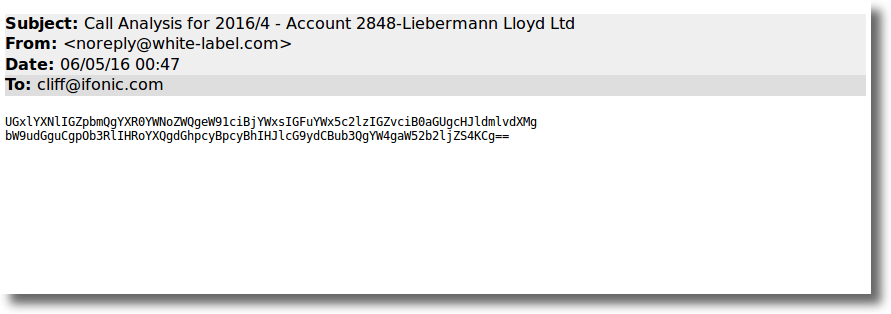 Subject: Call Analysis for 2016/4 - Account 2848-Liebermann Lloyd Ltd
From: <noreply@white-label.com>
Date: 06/05/16 00:47
To: cliff@ifonic.com
UGxlYXNlIGZpbmQgYXR0YWNoZWQgeW91ciBjYWxsIGFuYWx5c2lzIGZvciB0aGUgcHJldmlvdXMg
bW9udGguCgpOb3RlIHRoYXQgdGhpcyBpcyBhIHJlcG9ydCBub3QgYW4gaW52b2ljZS4KCg==